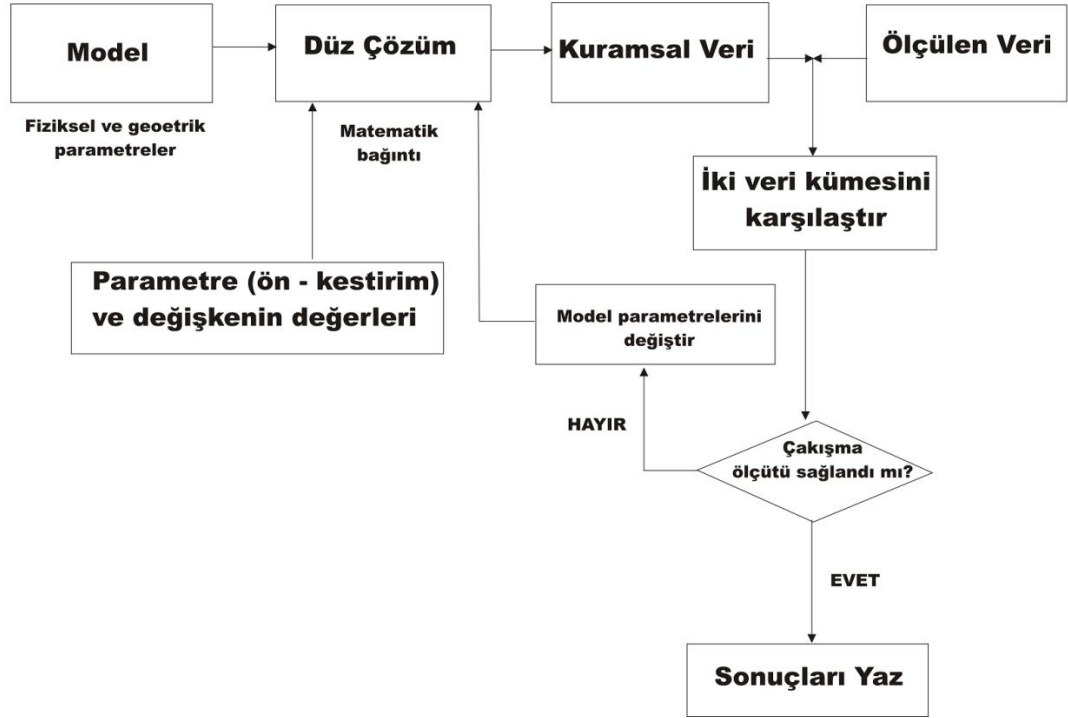 Model
Düz Çözüm
Kuramsal Veri
Ölçülen Veri
Fiziksel ve geoetrik
parametreler
Matematik
bağıntı
İki veri kümesini
karşılaştır
Parametre (ön - kestirim)
ve değişkenin değerleri
Model parametrelerini
değiştir
HAYIR
Çakışma
ölçütü sağlandı mı?
EVET
Sonuçları Yaz